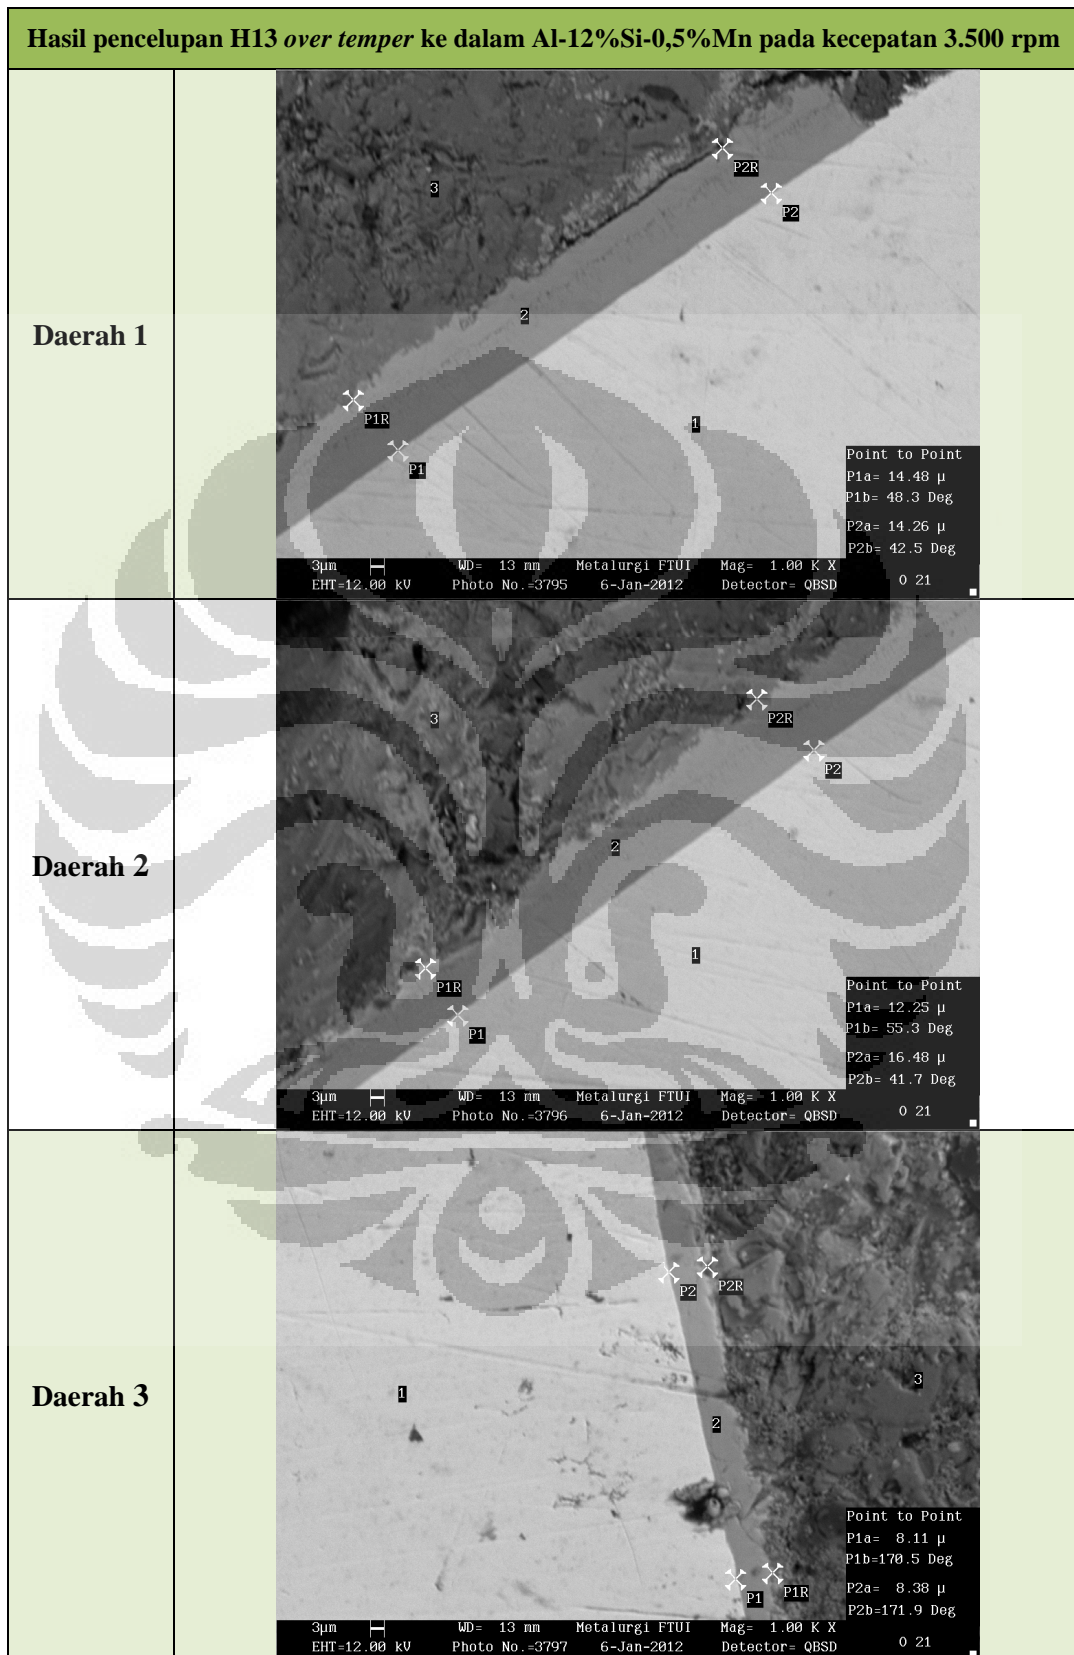 Hasil pencelupan H13 over temper ke dalam Al-12%Si-0,5%Mn pada kecepatan 3.500 rpm
Daerah 1
3
P2R
P2
2
P1R
P1
1
Point to Point
P1a= 14.48 µ
P1b= 48.3 Deg
P2a= 14.26 µ
P2b= 42.5 Deg
O 21
3µm WD= 13 mm Metalurgi FTUI Mag= 1.00 K X
EHT=12.00 kV Photo No.=3795 6-Jan-2012 Detector= QBSD
Daerah 2
3
P2R
P2
2
1
P1R
P1
Point to Point
P1a= 12.25 µ
P1b= 55.3 Deg
P2a= 16.48 µ
P2b= 41.7 Deg
O 21
3µm WD= 13 mm Metalurgi FTUI Mag= 1.00 K X
EHT=12.00 kV Photo No.=3796 6-Jan-2012 Detector= QBSD
Daerah 3
P2
P2R
1
3
2
P1
P1R
Point to Point
P1a= 8.11 µ
P1b=170.5 Deg
P2a= 8.38 µ
P2b=171.9 Deg
O 21
3µm WD= 13 mm Metalurgi FTUI Mag= 1.00 K X
EHT=12.00 kV Photo No.=3797 6-Jan-2012 Detector= QBSD